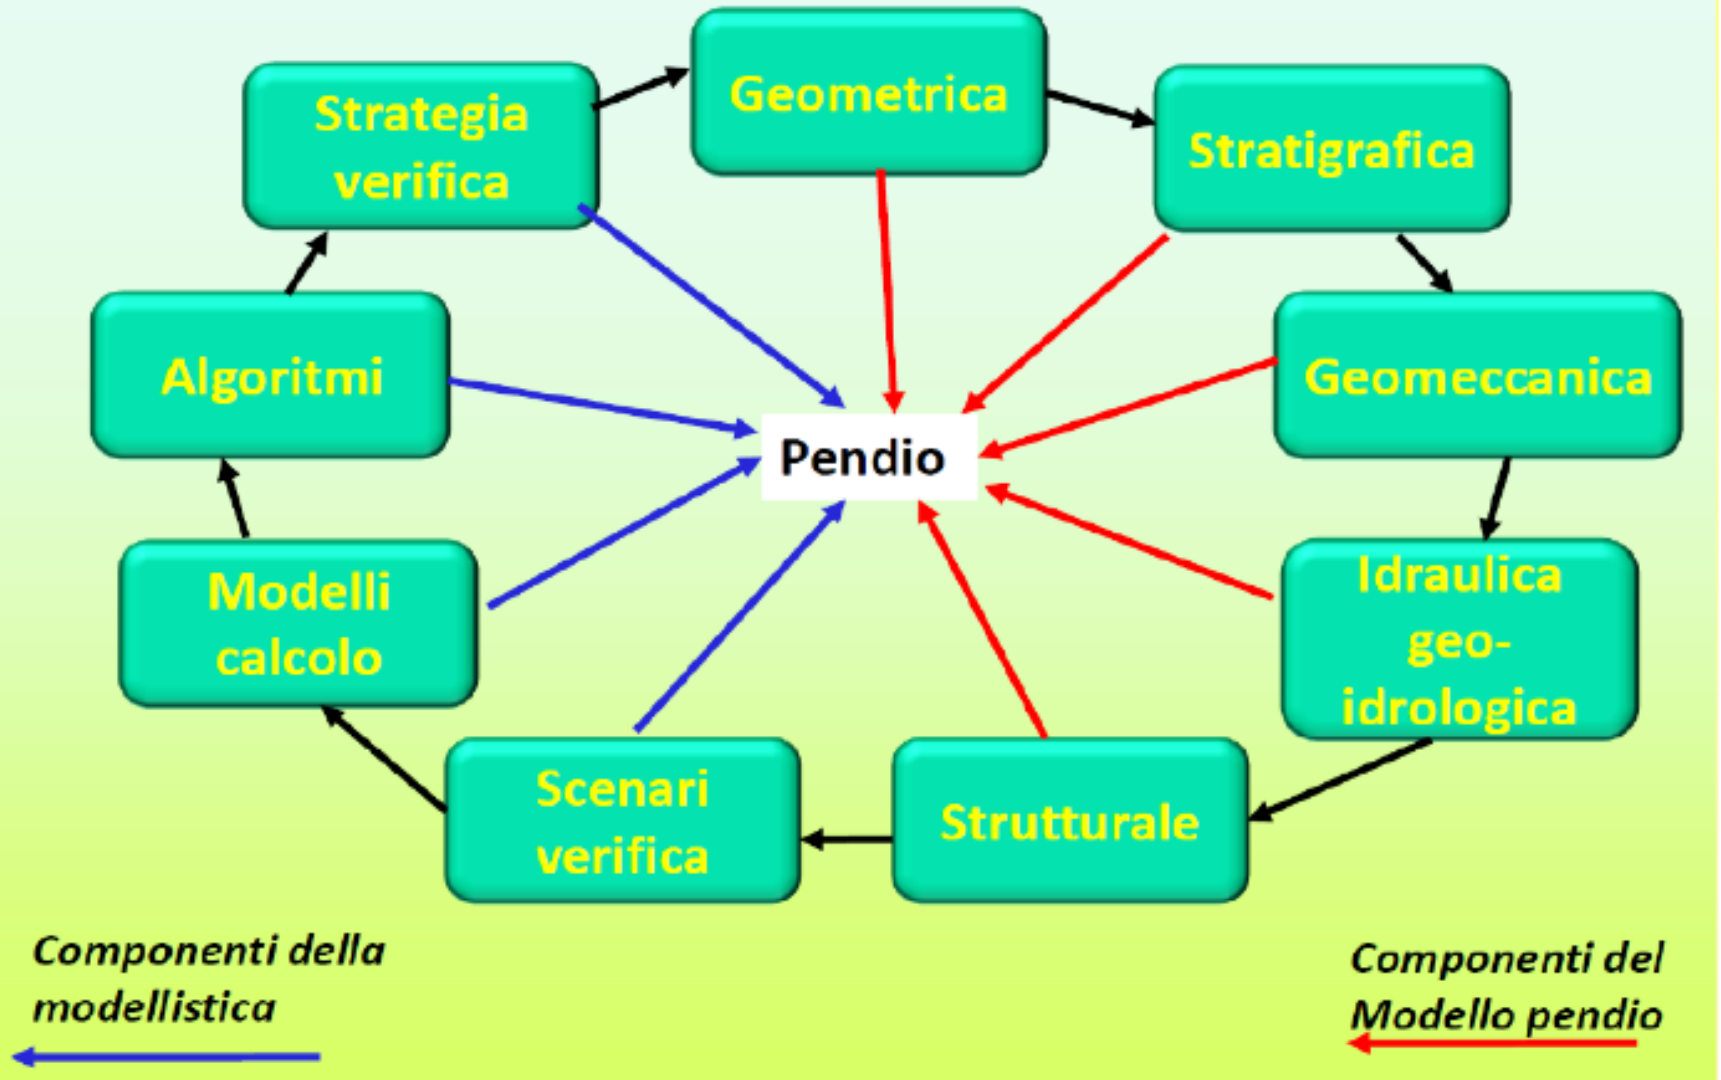 Geometrica
Strategia
verifica
Stratigrafica
Algoritmi
Geomeccanica
Pendio
Modelli
calcolo
Idraulica
geo-
idrologica
Scenari
verifica
Strutturale
Componenti della
modellistica
Componenti del
Modello pendio